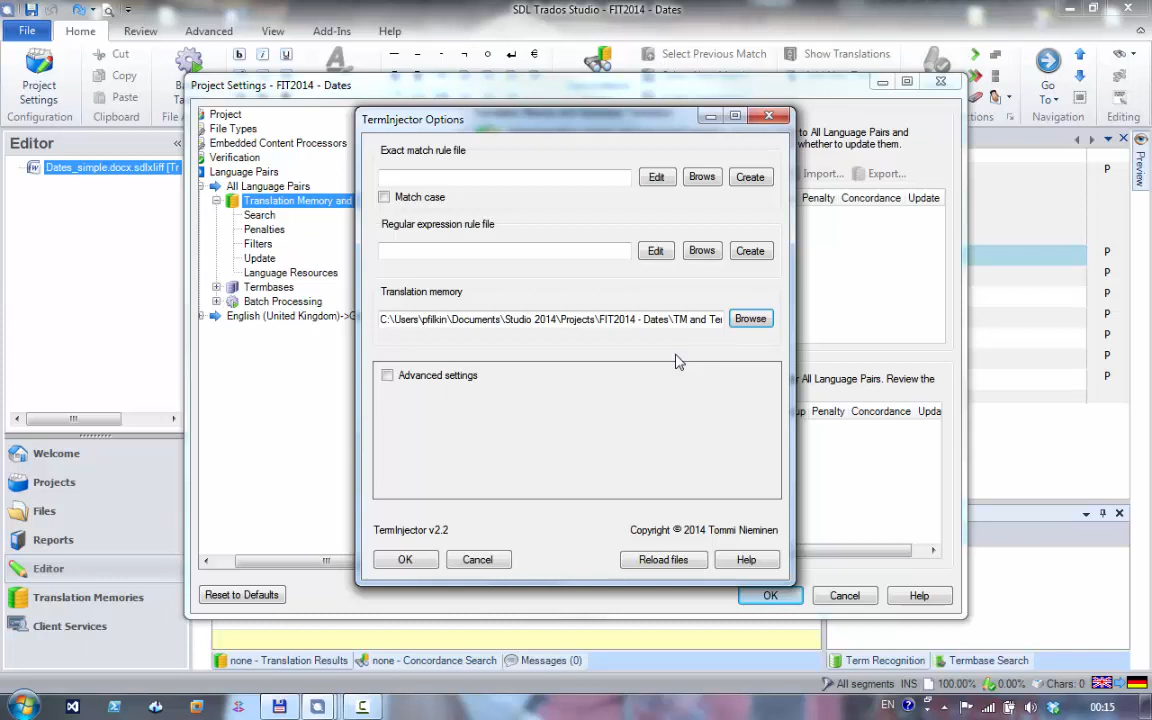 SDL Trados Studio - FIT2014 - Dates
File Home Review Advanced View Add-Ins Help
Project Settings
Configuration
Cut
Copy
Paste
Clipboard
Select Previous Match
Show Translations
Go To
Navigation
Editing
Editor
Dates_simple.docx.sdlxliff [Tr
Welcome
Projects
Files
Reports
Editor
Translation Memories
Client Services
Project Settings - FIT2014 - Dates
Project
File Types
Embedded Content Processors
Verification
Language Pairs
All Language Pairs
Translation Memory and
Search
Penalties
Filters
Update
Language Resources
Termbases
Batch Processing
English (United Kingdom)->G
Reset to Defaults
to All Language Pairs and
whether to update them.
Import... Export...
Penalty Concordance Update
All Language Pairs. Review the
Penalty Concordance Upda
OK Cancel Help
TermInjector Options
Exact match rule file
Edit Brows Create
Match case
Regular expression rule file
Edit Brows Create
Translation memory
C:\Users\pfilkin\Documents\Studio 2014\Projects\FIT2014 - Dates\TM and Te
Browse
Advanced settings
TermInjector v2.2 Copyright © 2014 Tommi Nieminen
OK Cancel Reload files Help
Preview
P
P
P
P
P
P
P
P
none - Translation Results none - Concordance Search Messages (0)
Term Recognition Termbase Search
All segments INS 100.00% 0.00% Chars: 0
EN 00:15